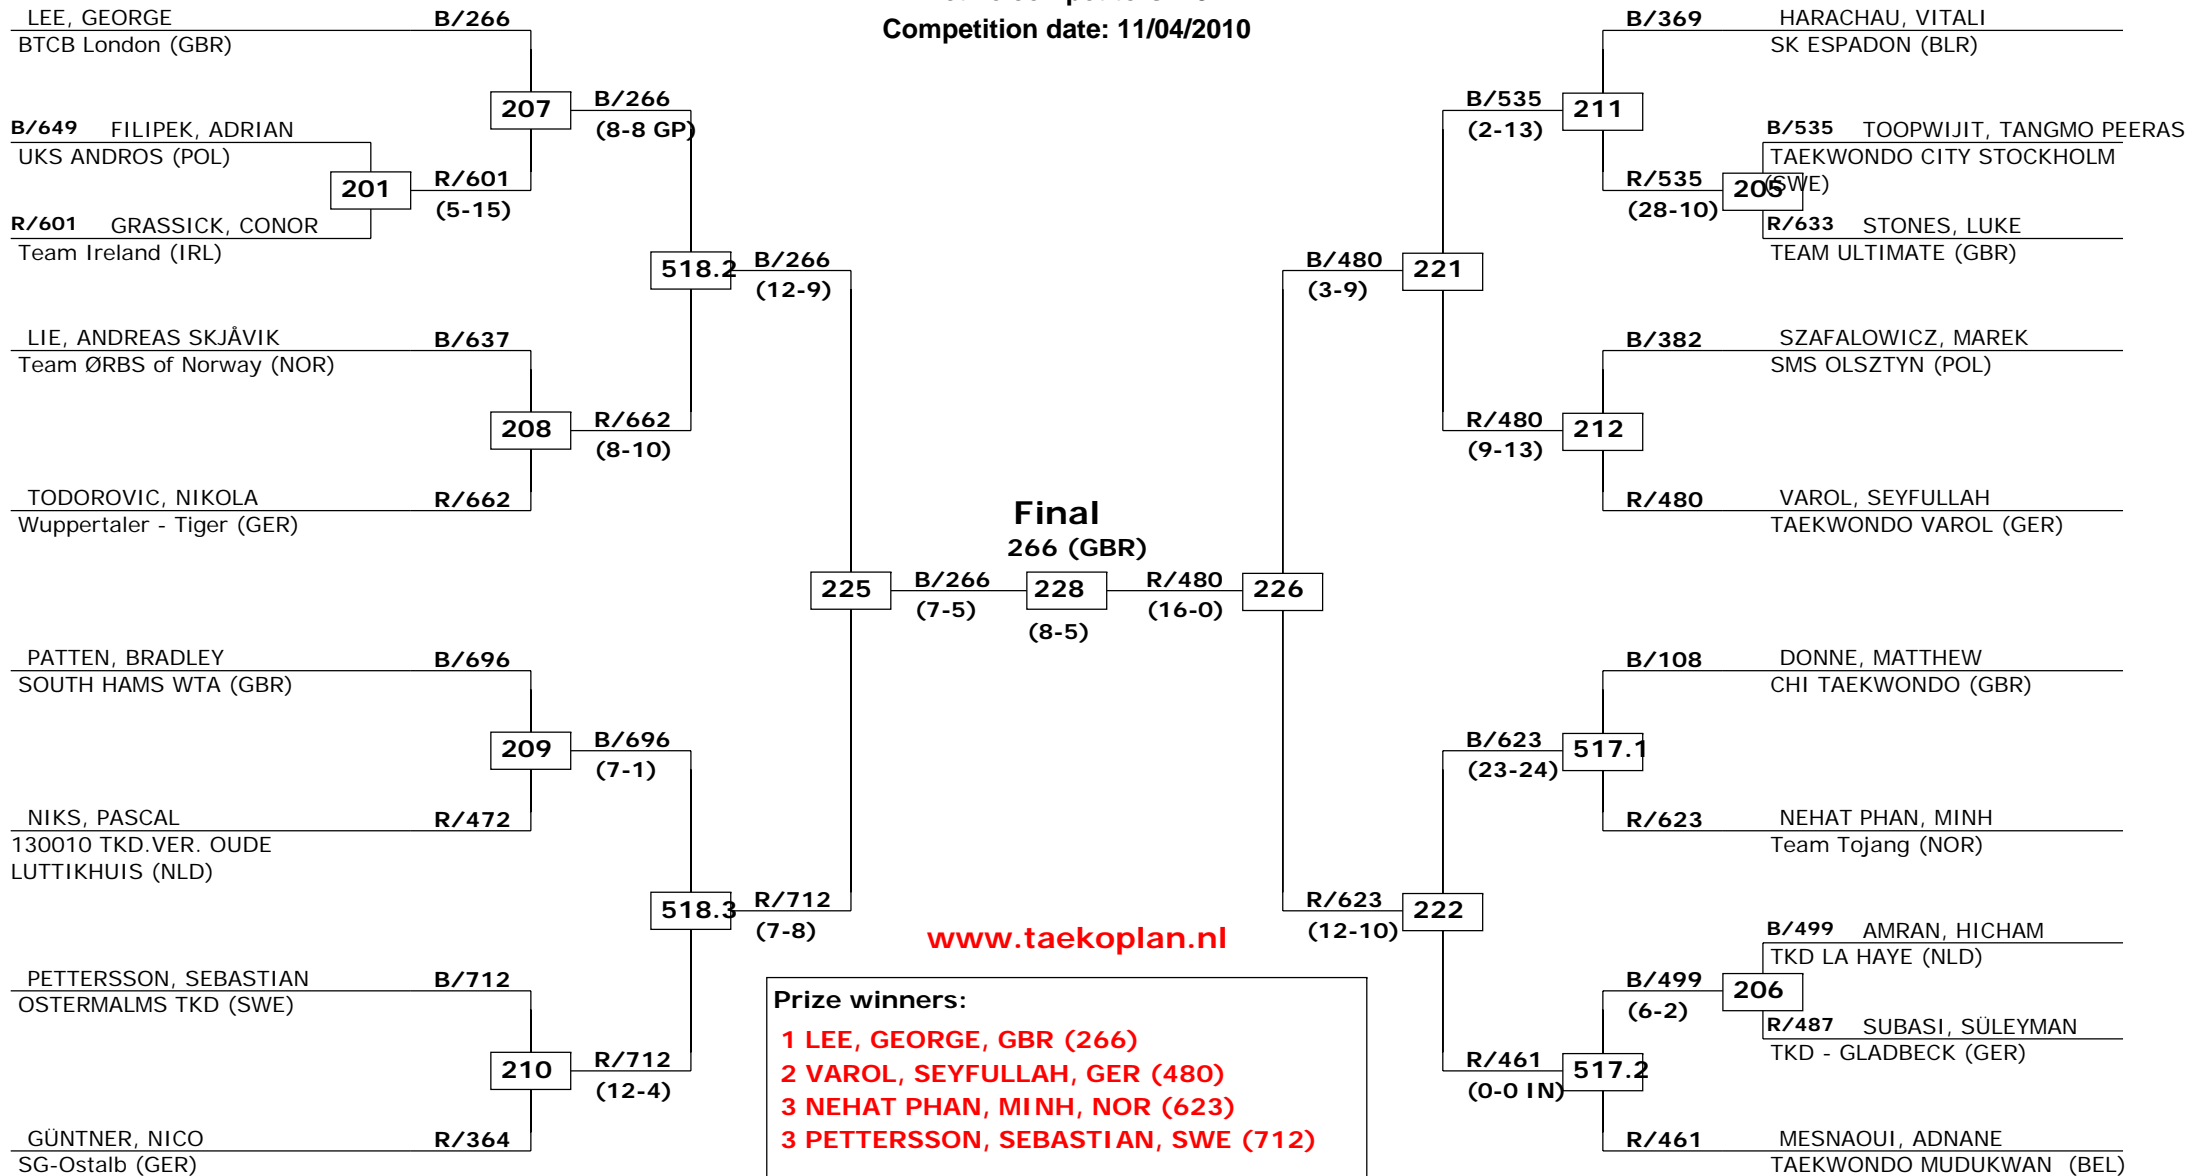 Competition date: 11/04/2010
LEE, GEORGE B/266
BTCB London (GBR)
207
B/266
(8-8 GP)
B/649 FILIPEK, ADRIAN
UKS ANDROS (POL)
201
R/601
(5-15)
R/601 GRASSICK, CONOR
Team Ireland (IRL)
518.2
B/266
(12-9)
LIE, ANDREAS SKJÅVIK B/637
Team ØRBS of Norway (NOR)
208
R/662
(8-10)
TODOROVIC, NIKOLA R/662
Wuppertaler - Tiger (GER)
225
B/266
(7-5)
PATTEN, BRADLEY B/696
SOUTH HAMS WTA (GBR)
209
B/696
(7-1)
NIKS, PASCAL R/472
130010 TKD.VER. OUDE
LUTTIKHUIS (NLD)
518.3
R/712
(7-8)
PETTERSSON, SEBASTIAN B/712
OSTERMALMS TKD (SWE)
210
R/712
(12-4)
GÜNTNER, NICO R/364
SG-Ostalb (GER)
Final
266 (GBR)
228
(8-5)
R/480
(16-0)
226
B/369 HARACHAU, VITALI
SK ESPADON (BLR)
B/535
(2-13)
211
B/535 TOOPWIJIT, TANGMO PEERAS
TAEKWONDO CITY STOCKHOLM
(SWE)
R/535
(28-10)
205
R/633 STONES, LUKE
TEAM ULTIMATE (GBR)
B/480
(3-9)
221
B/382 SZAFALOWICZ, MAREK
SMS OLSZTYN (POL)
R/480
(9-13)
212
R/480 VAROL, SEYFULLAH
TAEKWONDO VAROL (GER)
B/108 DONNE, MATTHEW
CHI TAEKWONDO (GBR)
B/623
(23-24)
517.1
R/623 NEHAT PHAN, MINH
Team Tojang (NOR)
R/623
(12-10)
222
B/499 AMRAN, HICHAM
TKD LA HAYE (NLD)
B/499
(6-2)
206
R/487 SUBASI, SÜLEYMAN
TKD - GLADBECK (GER)
R/461
(0-0 IN)
517.2
R/461 MESNAOUI, ADNANE
TAEKWONDO MUDUKWAN (BEL)
www.taekoplan.nl
Prize winners:
1 LEE, GEORGE, GBR (266)
2 VAROL, SEYFULLAH, GER (480)
3 NEHAT PHAN, MINH, NOR (623)
3 PETTERSSON, SEBASTIAN, SWE (712)